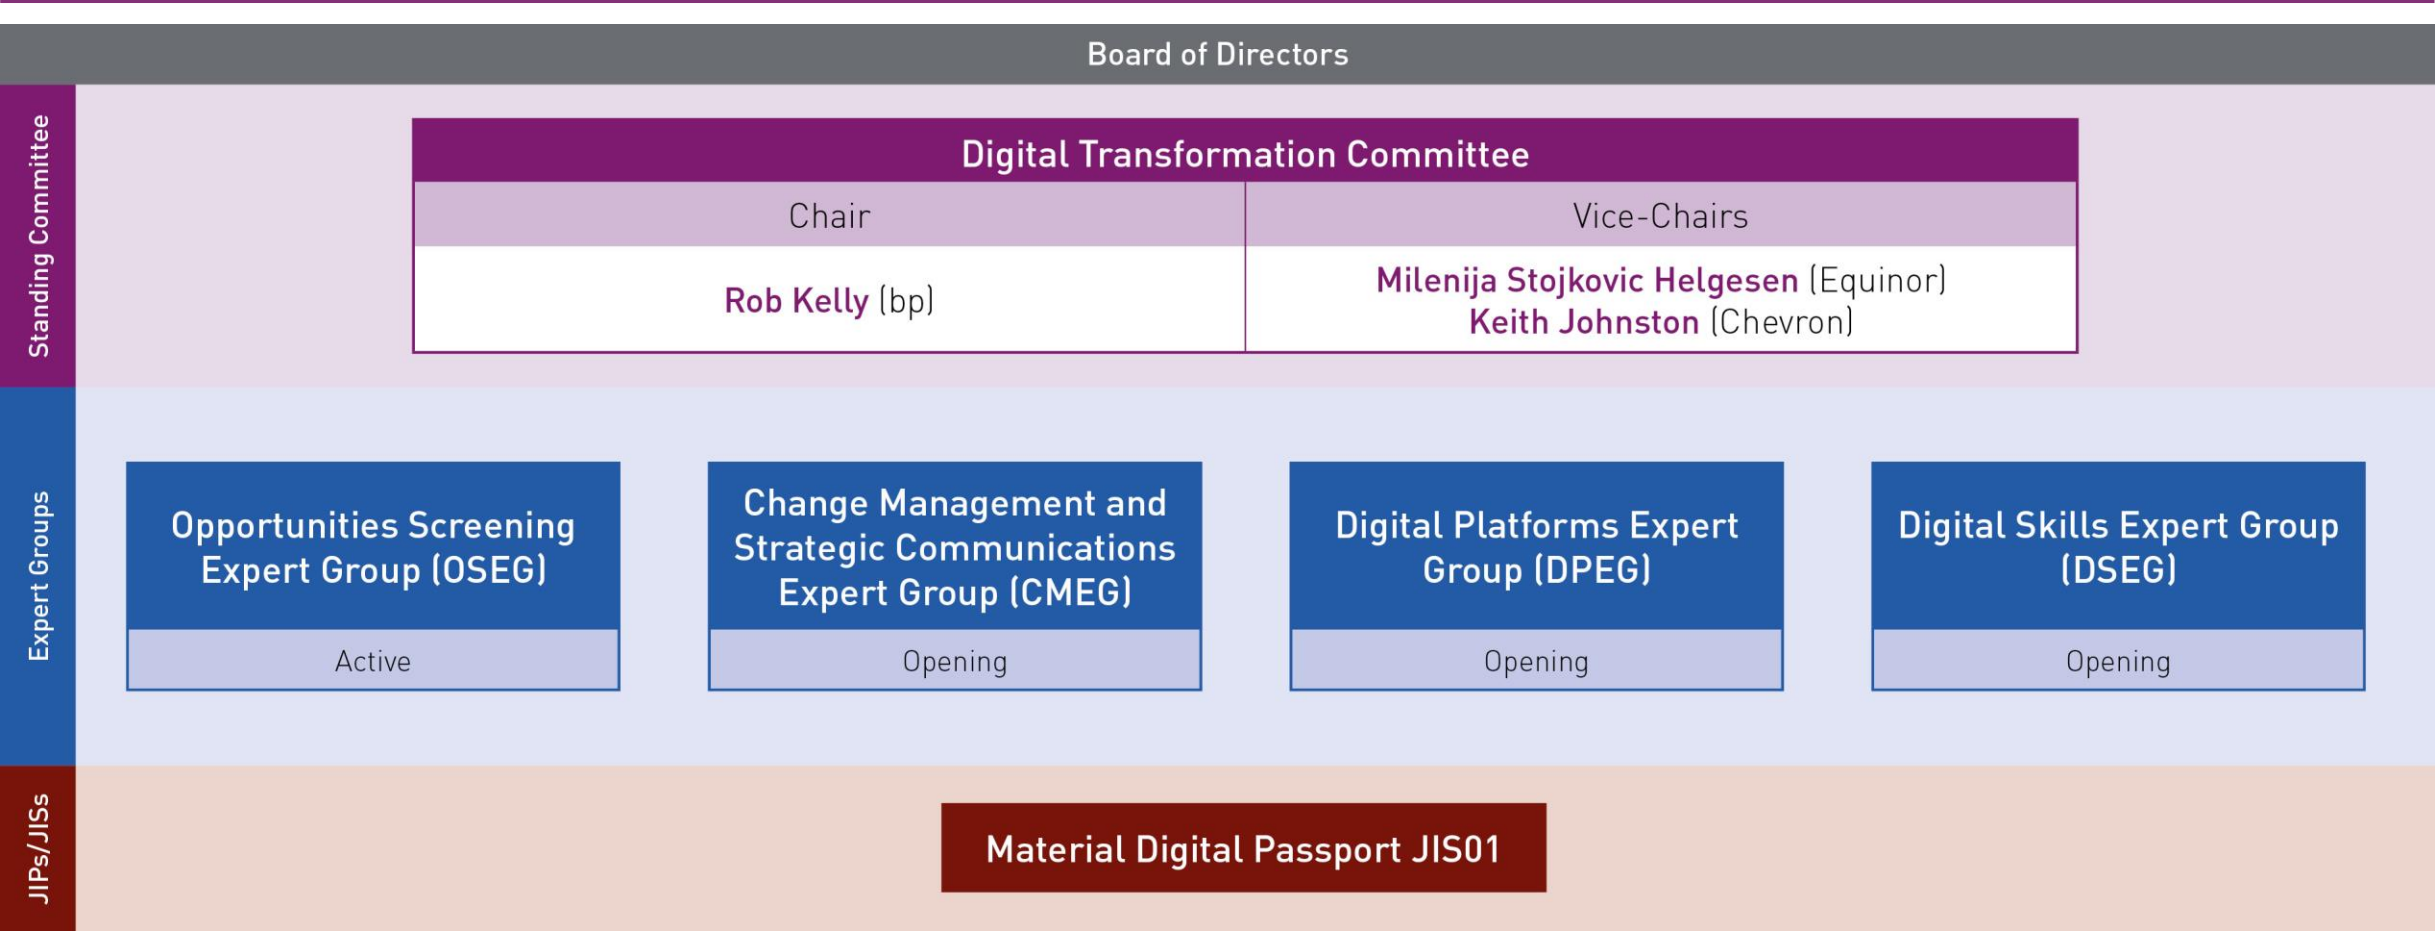 Board of Directors
Standing Committee
Digital Transformation Committee
Chair
Vice-Chairs
Rob Kelly (bp)
Milenija Stojkovic Helgesen (Equinor)
Keith Johnston (Chevron)
Expert Groups
Opportunities Screening
Expert Group (OSEG)
Active
Change Management and
Strategic Communications
Expert Group (CMEG)
Opening
Digital Platforms Expert
Group (DPEG)
Opening
Digital Skills Expert Group
(DSEG)
Opening
JIPs/JISs
Material Digital Passport JIS01